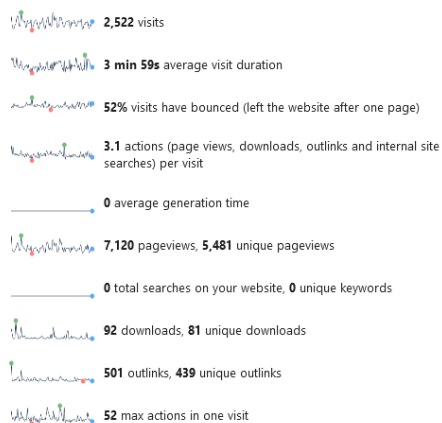 2,522 visits
3 min 59s average visit duration
52% visits have bounced (left the website after one page)
3.1 actions (page views, downloads, outlinks and internal site
searches) per visit
0 average generation time
7,120 pageviews, 5,481 unique pageviews
0 total searches on your website, 0 unique keywords
92 downloads, 81 unique downloads
501 outlinks, 439 unique outlinks
52 max actions in one visit